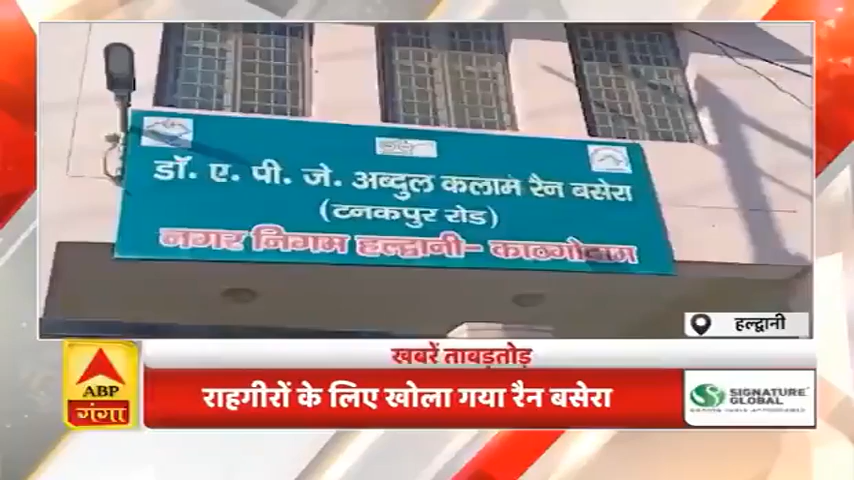 डॉ. ए. पी. जे. अब्दुल कलाम रैन बसेरा
(टनकपुर रोड)
नगर निगम हल्द्वानी- काठगोदाम
हल्द्वानी
खबरें ताबड़तोड़
ABP
गंगा
राहगीरों के लिए खोला गया रैन बसेरा
SIGNATURE
GLOBAL